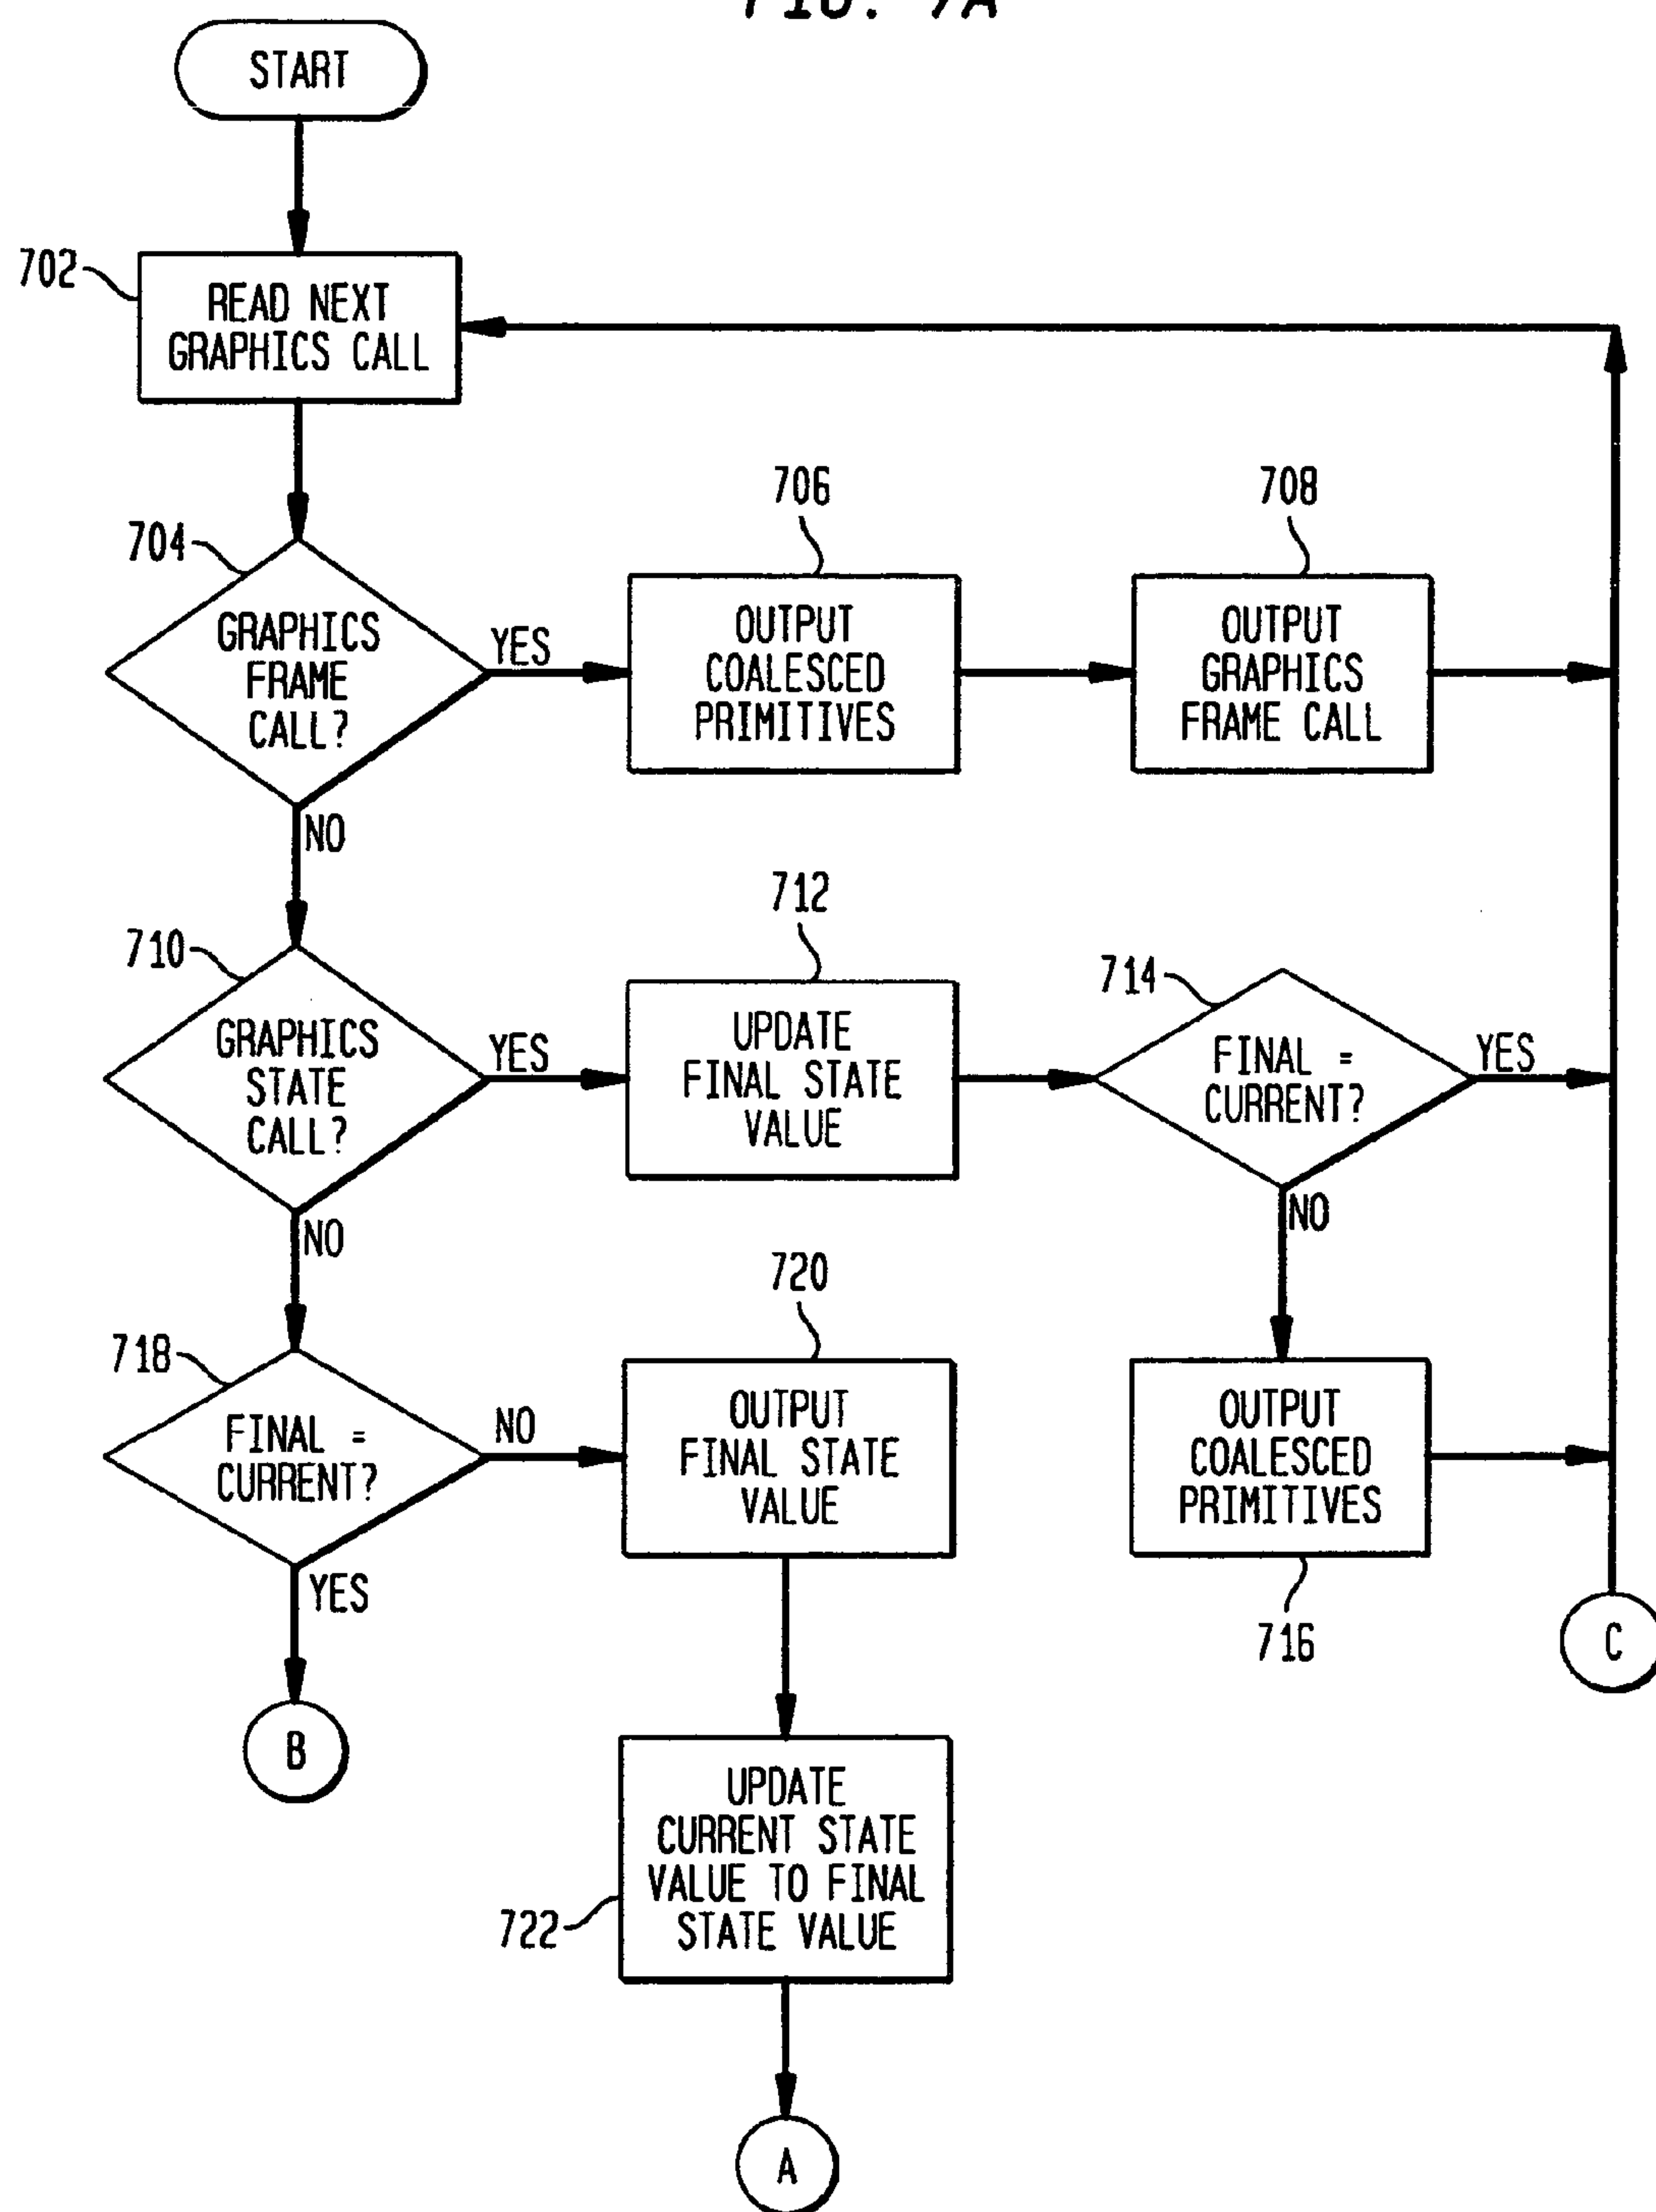 FIG. 7A
START
702
READ NEXT
GRAPHICS CALL
704
GRAPHICS
FRAME
CALL?
YES
NO
706
OUTPUT
COALESCED
PRIMITIVES
708
OUTPUT
GRAPHICS
FRAME CALL
710
GRAPHICS
STATE
CALL?
YES
NO
712
UPDATE
FINAL STATE
VALUE
714
FINAL =
CURRENT?
YES
NO
716
OUTPUT
COALESCED
PRIMITIVES
718
FINAL =
CURRENT?
NO
YES
720
OUTPUT
FINAL STATE
VALUE
722
UPDATE
CURRENT STATE
VALUE TO FINAL
STATE VALUE
B
C
A